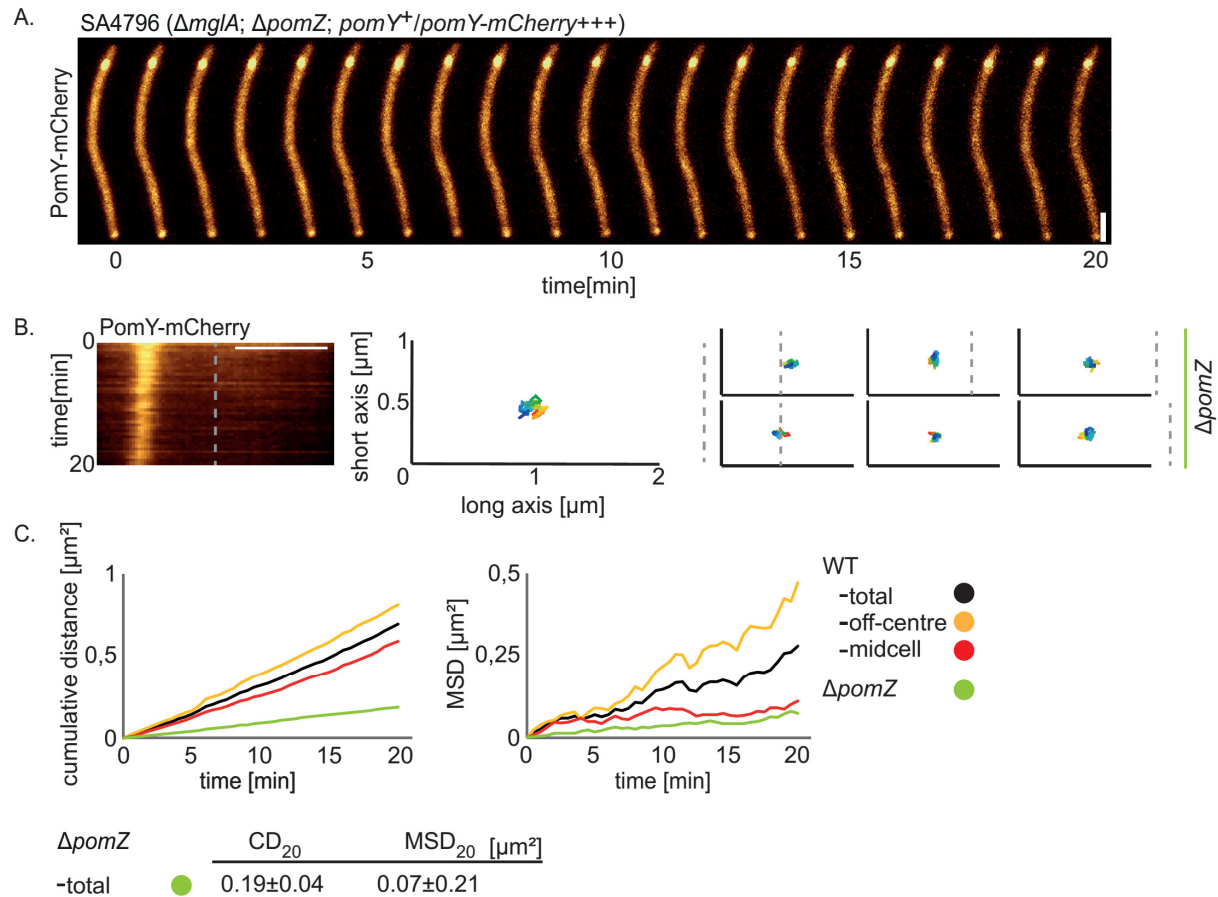 A.
SA4796 (ΔmglA; ΔpomZ; pomY⁺/pomY-mCherry+++)
PomY-mCherry
0 5 10 15 20
time[min]
B.
PomY-mCherry
0
time[min]
20
1
short axis [µm]
0.5
0
0 1 2
long axis [µm]
ΔpomZ
C.
1
cumulative distance [µm²]
0,5
0
0 5 10 15 20
time [min]
0,5
MSD [µm²]
0,25
0
0 5 10 15 20
time [min]
WT
-total
-off-centre
-midcell
ΔpomZ
ΔpomZ CD₂₀ MSD₂₀ [µm²]
-total 0.19±0.04 0.07±0.21